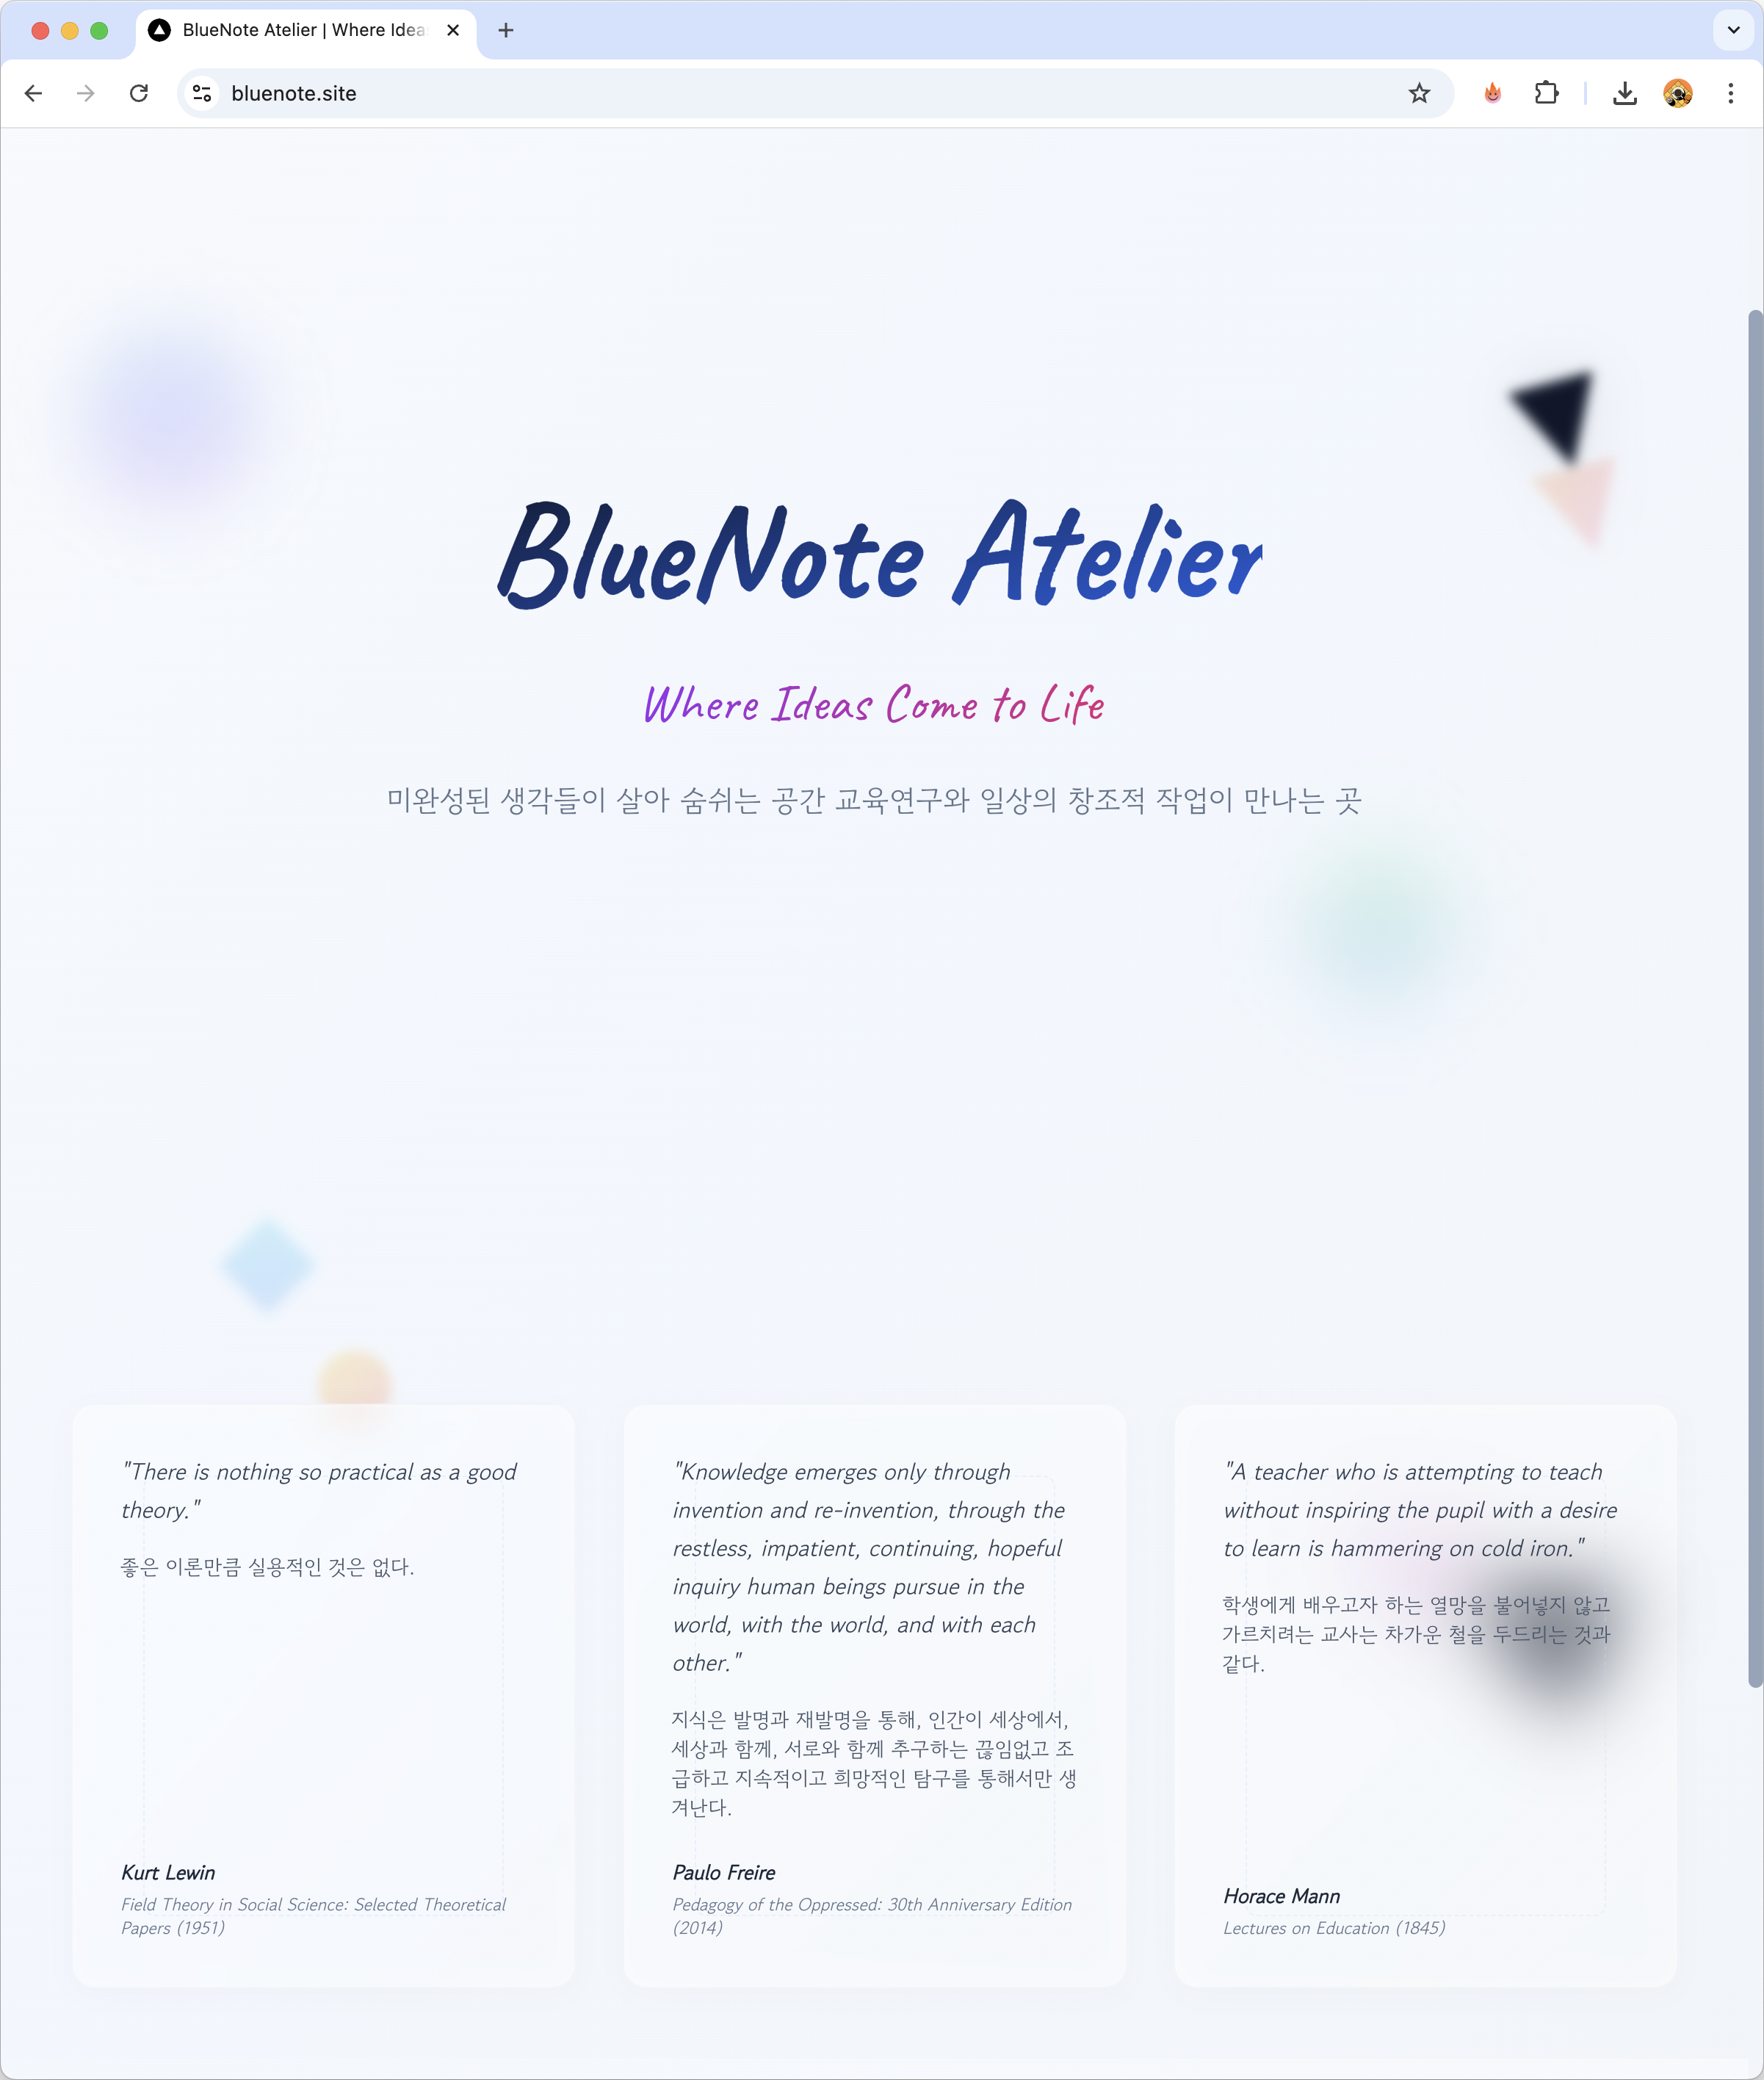 BlueNote Atelier | Where Idea
bluenote.site
BlueNote Atelier
Where Ideas Come to Life
미완성된 생각들이 살아 숨쉬는 공간 교육연구와 일상의 창조적 작업이 만나는 곳
"There is nothing so practical as a good
theory."
좋은 이론만큼 실용적인 것은 없다.
Kurt Lewin
Field Theory in Social Science: Selected Theoretical
Papers (1951)
"Knowledge emerges only through
invention and re-invention, through the
restless, impatient, continuing, hopeful
inquiry human beings pursue in the
world, with the world, and with each
other."
지식은 발명과 재발명을 통해, 인간이 세상에서,
세상과 함께, 서로와 함께 추구하는 끊임없고 조
급하고 지속적이고 희망적인 탐구를 통해서만 생
겨난다.
Paulo Freire
Pedagogy of the Oppressed: 30th Anniversary Edition
(2014)
"A teacher who is attempting to teach
without inspiring the pupil with a desire
to learn is hammering on cold iron."
학생에게 배우고자 하는 열망을 불어넣지 않고
가르치려는 교사는 차가운 철을 두드리는 것과
같다.
Horace Mann
Lectures on Education (1845)